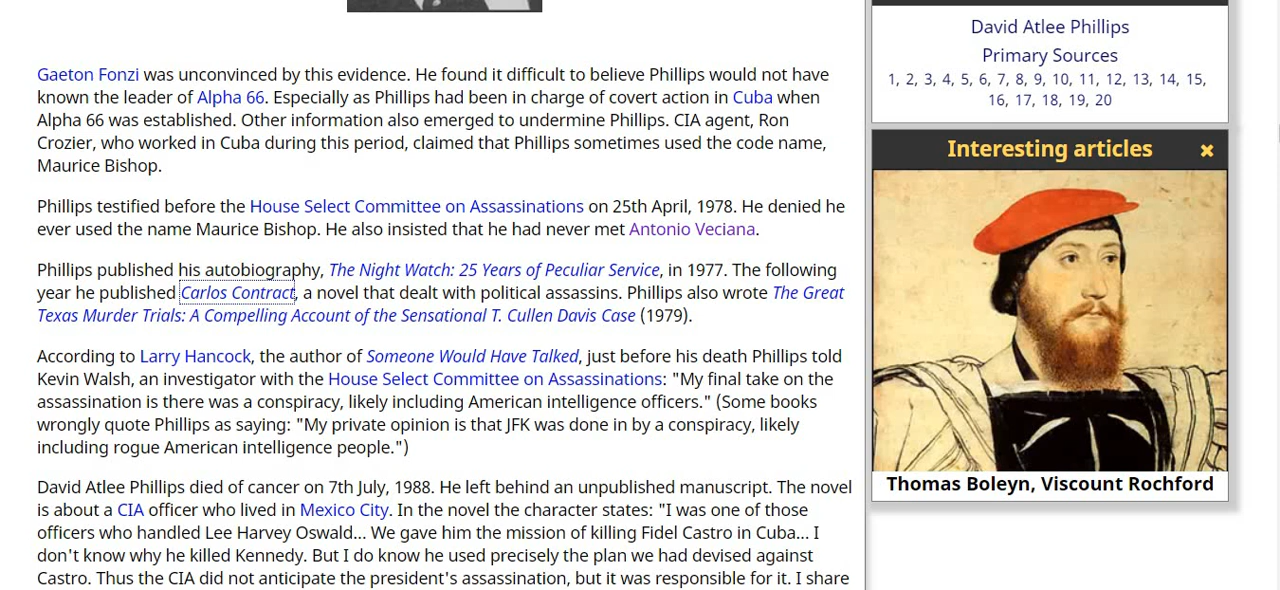 Gaeton Fonzi was unconvinced by this evidence. He found it difficult to believe Phillips would not have
known the leader of Alpha 66. Especially as Phillips had been in charge of covert action in Cuba when
Alpha 66 was established. Other information also emerged to undermine Phillips. CIA agent, Ron
Crozier, who worked in Cuba during this period, claimed that Phillips sometimes used the code name,
Maurice Bishop.
Phillips testified before the House Select Committee on Assassinations on 25th April, 1978. He denied he
ever used the name Maurice Bishop. He also insisted that he had never met Antonio Veciana.
Phillips published his autobiography, The Night Watch: 25 Years of Peculiar Service, in 1977. The following
year he published Carlos Contract, a novel that dealt with political assassins. Phillips also wrote The Great
Texas Murder Trials: A Compelling Account of the Sensational T. Cullen Davis Case (1979).
According to Larry Hancock, the author of Someone Would Have Talked, just before his death Phillips told
Kevin Walsh, an investigator with the House Select Committee on Assassinations: "My final take on the
assassination is there was a conspiracy, likely including American intelligence officers." (Some books
wrongly quote Phillips as saying: "My private opinion is that JFK was done in by a conspiracy, likely
including rogue American intelligence people.")
David Atlee Phillips died of cancer on 7th July, 1988. He left behind an unpublished manuscript. The novel
is about a CIA officer who lived in Mexico City. In the novel the character states: "I was one of those
officers who handled Lee Harvey Oswald... We gave him the mission of killing Fidel Castro in Cuba... I
don't know why he killed Kennedy. But I do know he used precisely the plan we had devised against
Castro. Thus the CIA did not anticipate the president's assassination, but it was responsible for it. I share
David Atlee Phillips
Primary Sources
1, 2, 3, 4, 5, 6, 7, 8, 9, 10, 11, 12, 13, 14, 15,
16, 17, 18, 19, 20
Interesting articles
Thomas Boleyn, Viscount Rochford